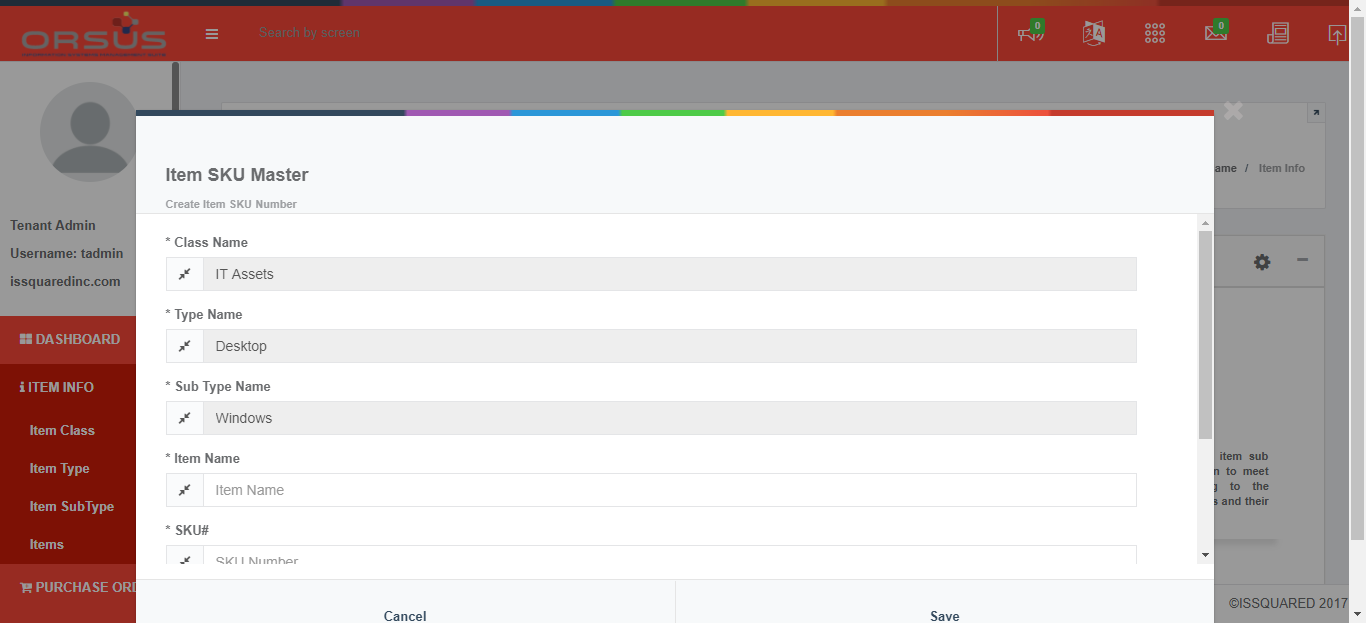 ORSUS
Search by screen
0
0
ame / Item Info
Tenant Admin
Username: tadmin
issquaredinc.com
DASHBOARD
ITEM INFO
Item Class
Item Type
Item SubType
Items
PURCHASE ORD
Item SKU Master
Create Item SKU Number
* Class Name
IT Assets
* Type Name
Desktop
* Sub Type Name
Windows
* Item Name
Item Name
* SKU#
SKU Number
Cancel
Save
item sub
n to meet
g to the
s and their
©ISSQUARED 2017